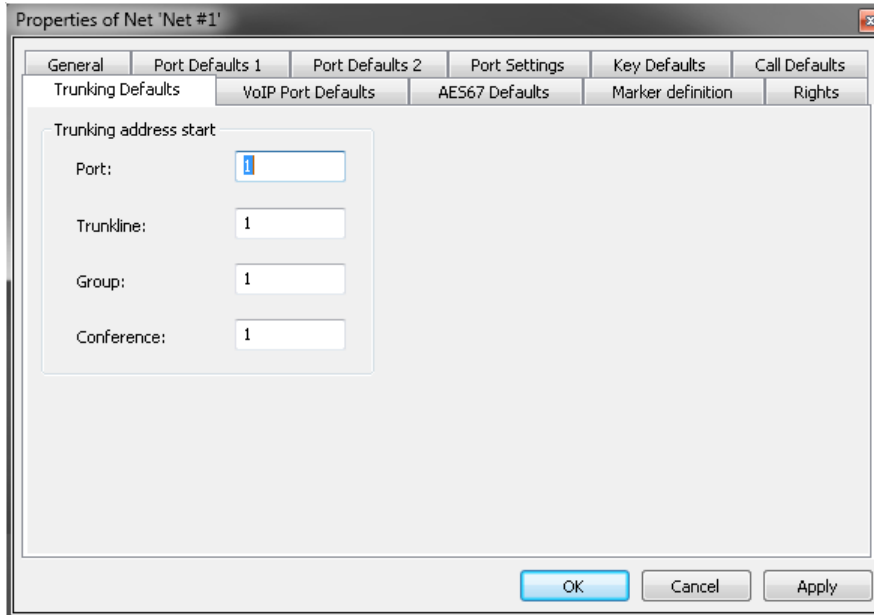 Properties of Net 'Net #1'
General Port Defaults 1 Port Defaults 2 Port Settings Key Defaults Call Defaults
Trunking Defaults VoIP Port Defaults AES67 Defaults Marker definition Rights
Trunking address start
Port: 1
Trunkline: 1
Group: 1
Conference: 1
OK Cancel Apply